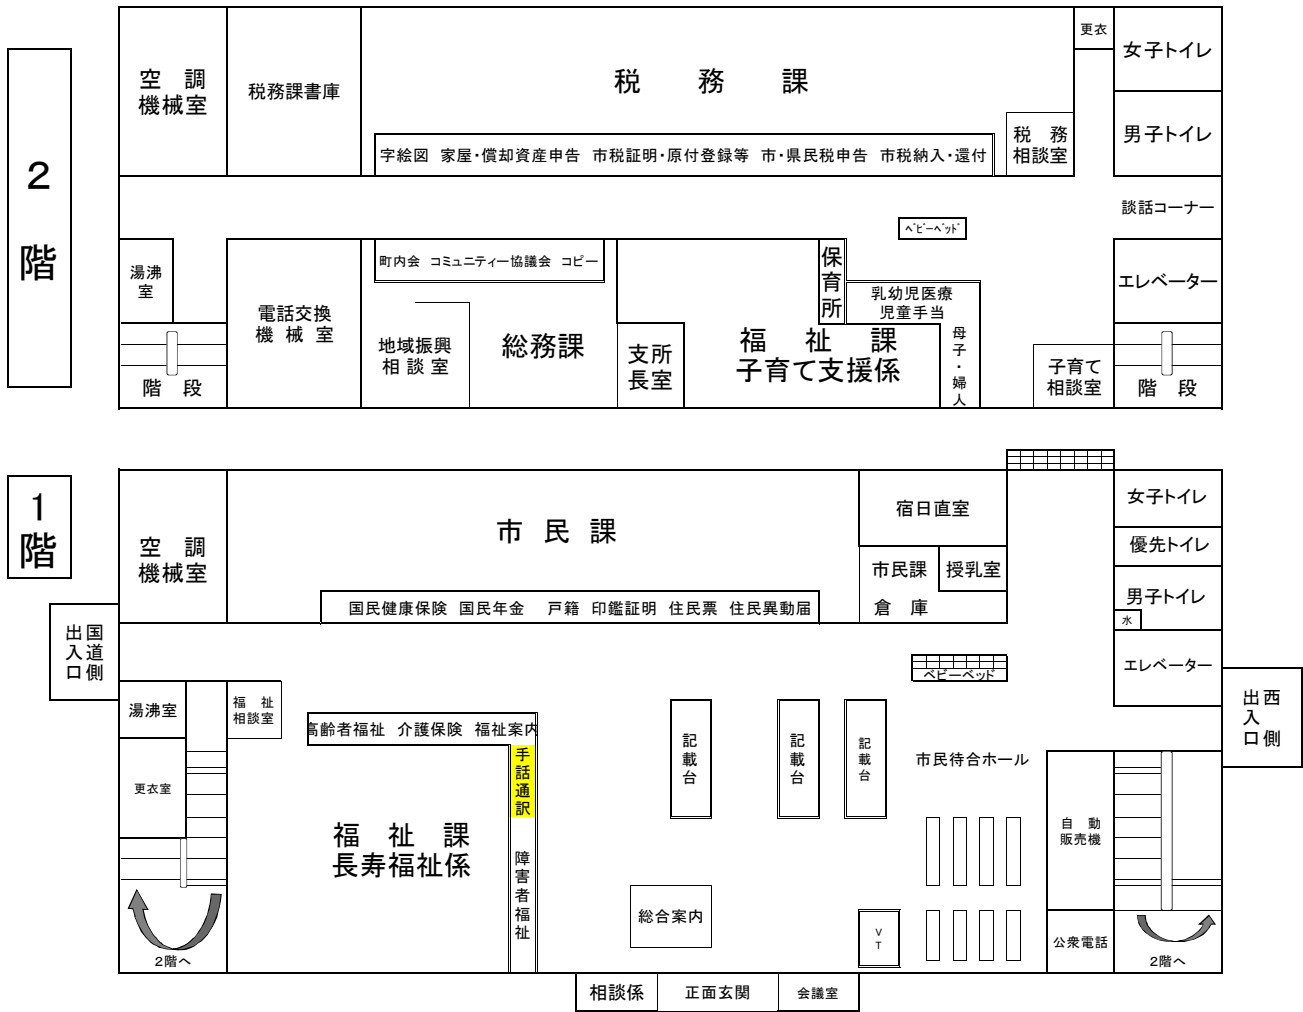 2
階
空　調
機械室
税務課書庫
税　務　課
更衣
女子トイレ
男子トイレ
税　務
相談室
字絵図　家屋・償却資産申告　市税証明・原付登録等　市・県民税申告　市税納入・還付
談話コーナー
ベビーベッド
湯沸
室
電話交換
機 械 室
町内会　コミュニティー協議会　コピー
地域振興
相 談 室
総務課
支所
長室
保育所
乳幼児医療
児童手当
母子・婦人
福　祉　課
子育て支援係
子育て
相談室
エレベーター
階　段
階　段
1
階
空　調
機械室
市　民　課
国民健康保険　国民年金　戸籍　印鑑証明　住民票　住民異動届
宿日直室
市民課
倉　庫
授乳室
女子トイレ
優先トイレ
男子トイレ
水
エレベーター
国道側
出入口
西側
出入口
湯沸室
福　祉
相談室
更衣室
高齢者福祉　介護保険　福祉案内
手話通訳
障害者福祉
福　祉　課
長寿福祉係
記載台
記載台
記載台
ベビーベッド
市民待合ホール
自　動
販売機
総合案内
VT
公衆電話
2階へ
2階へ
相談係
正面玄関
会議室